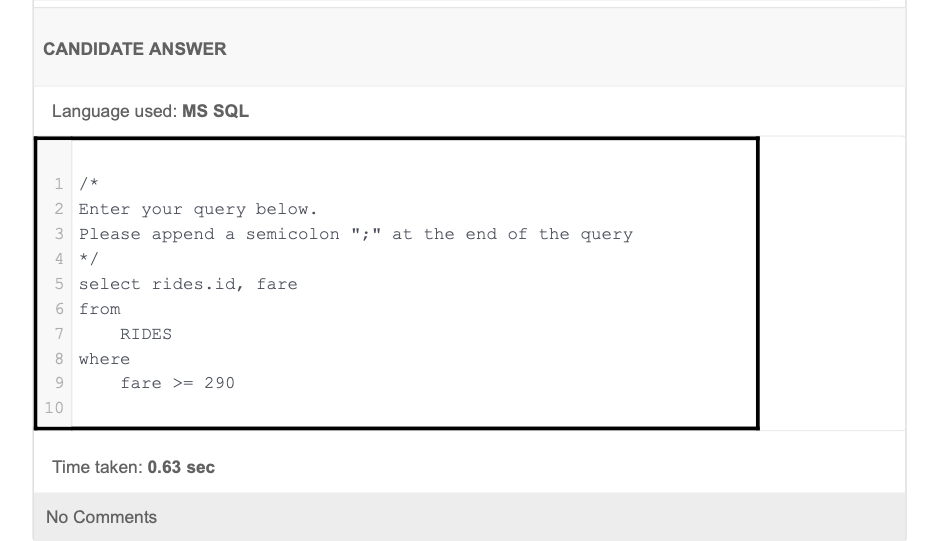 CANDIDATE ANSWER
Language used: MS SQL
1 /*
2 Enter your query below.
3 Please append a semicolon ";" at the end of the query
4 */
5 select rides.id, fare
6 from
7     RIDES
8 where
9     fare >= 290
10
Time taken: 0.63 sec
No Comments